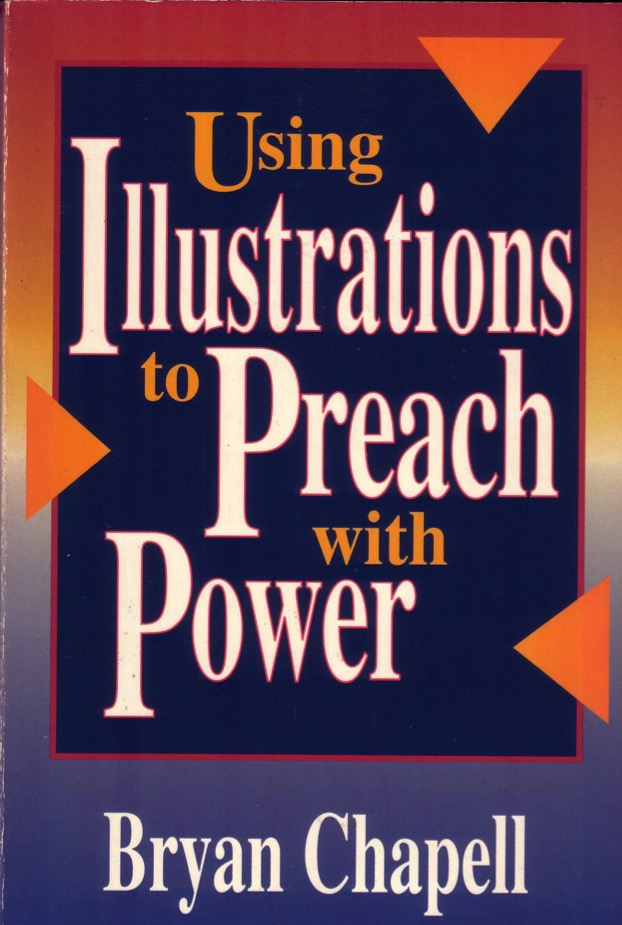 Using
Illustrations
to Preach
with
Power
Bryan Chapell